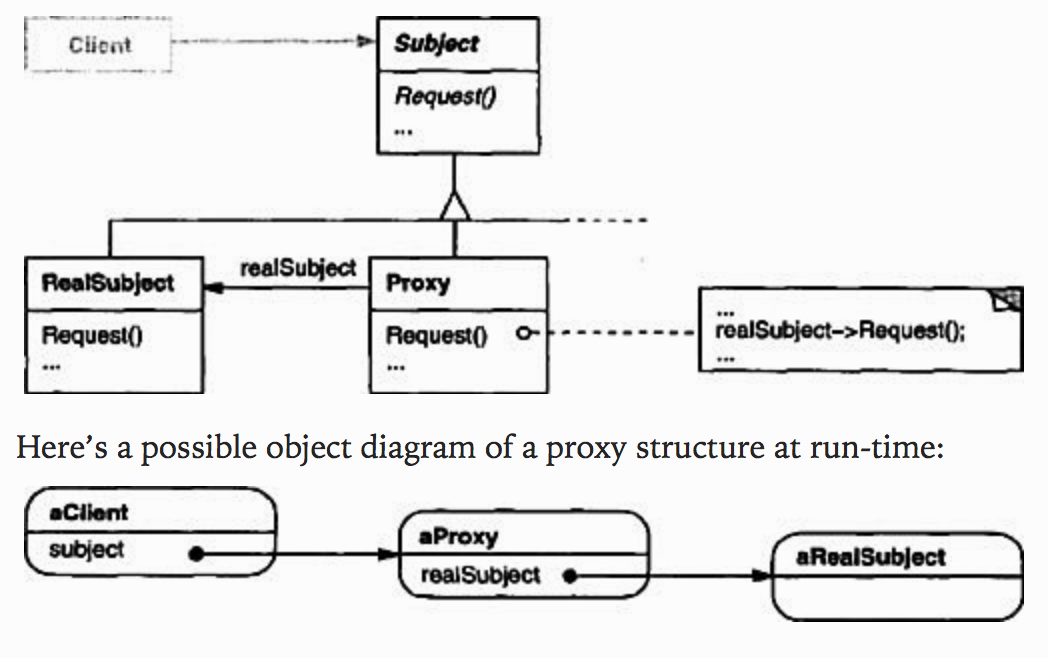 Client
Subject
Request()
...
RealSubject
Request()
...
realSubject
Proxy
Request()
...
...
realSubject->Request();
...
Here’s a possible object diagram of a proxy structure at run-time:
aClient
subject
aProxy
realSubject
aRealSubject